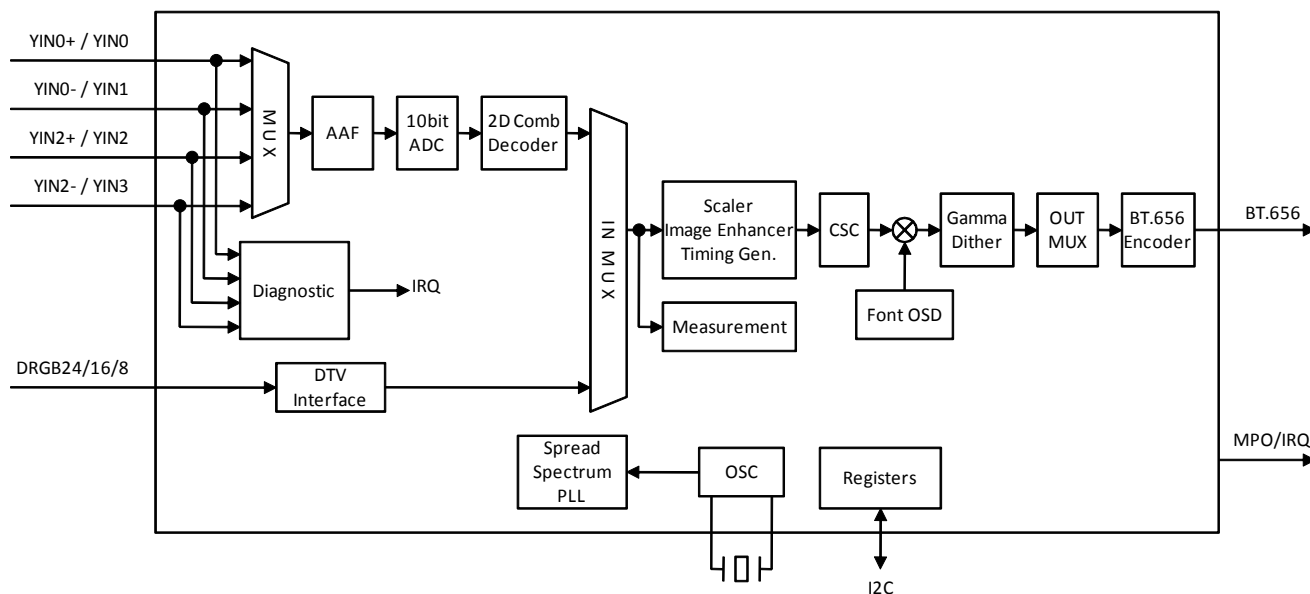 YIN0+ / YIN0
YIN0- / YIN1
YIN2+ / YIN2
YIN2- / YIN3
MUX
AAF
10bit
ADC
2D Comb
Decoder
IN MUX
Scaler
Image Enhancer
Timing Gen.
CSC
Gamma
Dither
OUT
MUX
BT.656
Encoder
BT.656
Diagnostic
IRQ
Font OSD
Measurement
DRGB24/16/8
DTV
Interface
Spread
Spectrum
PLL
OSC
Registers
MPO/IRQ
I2C